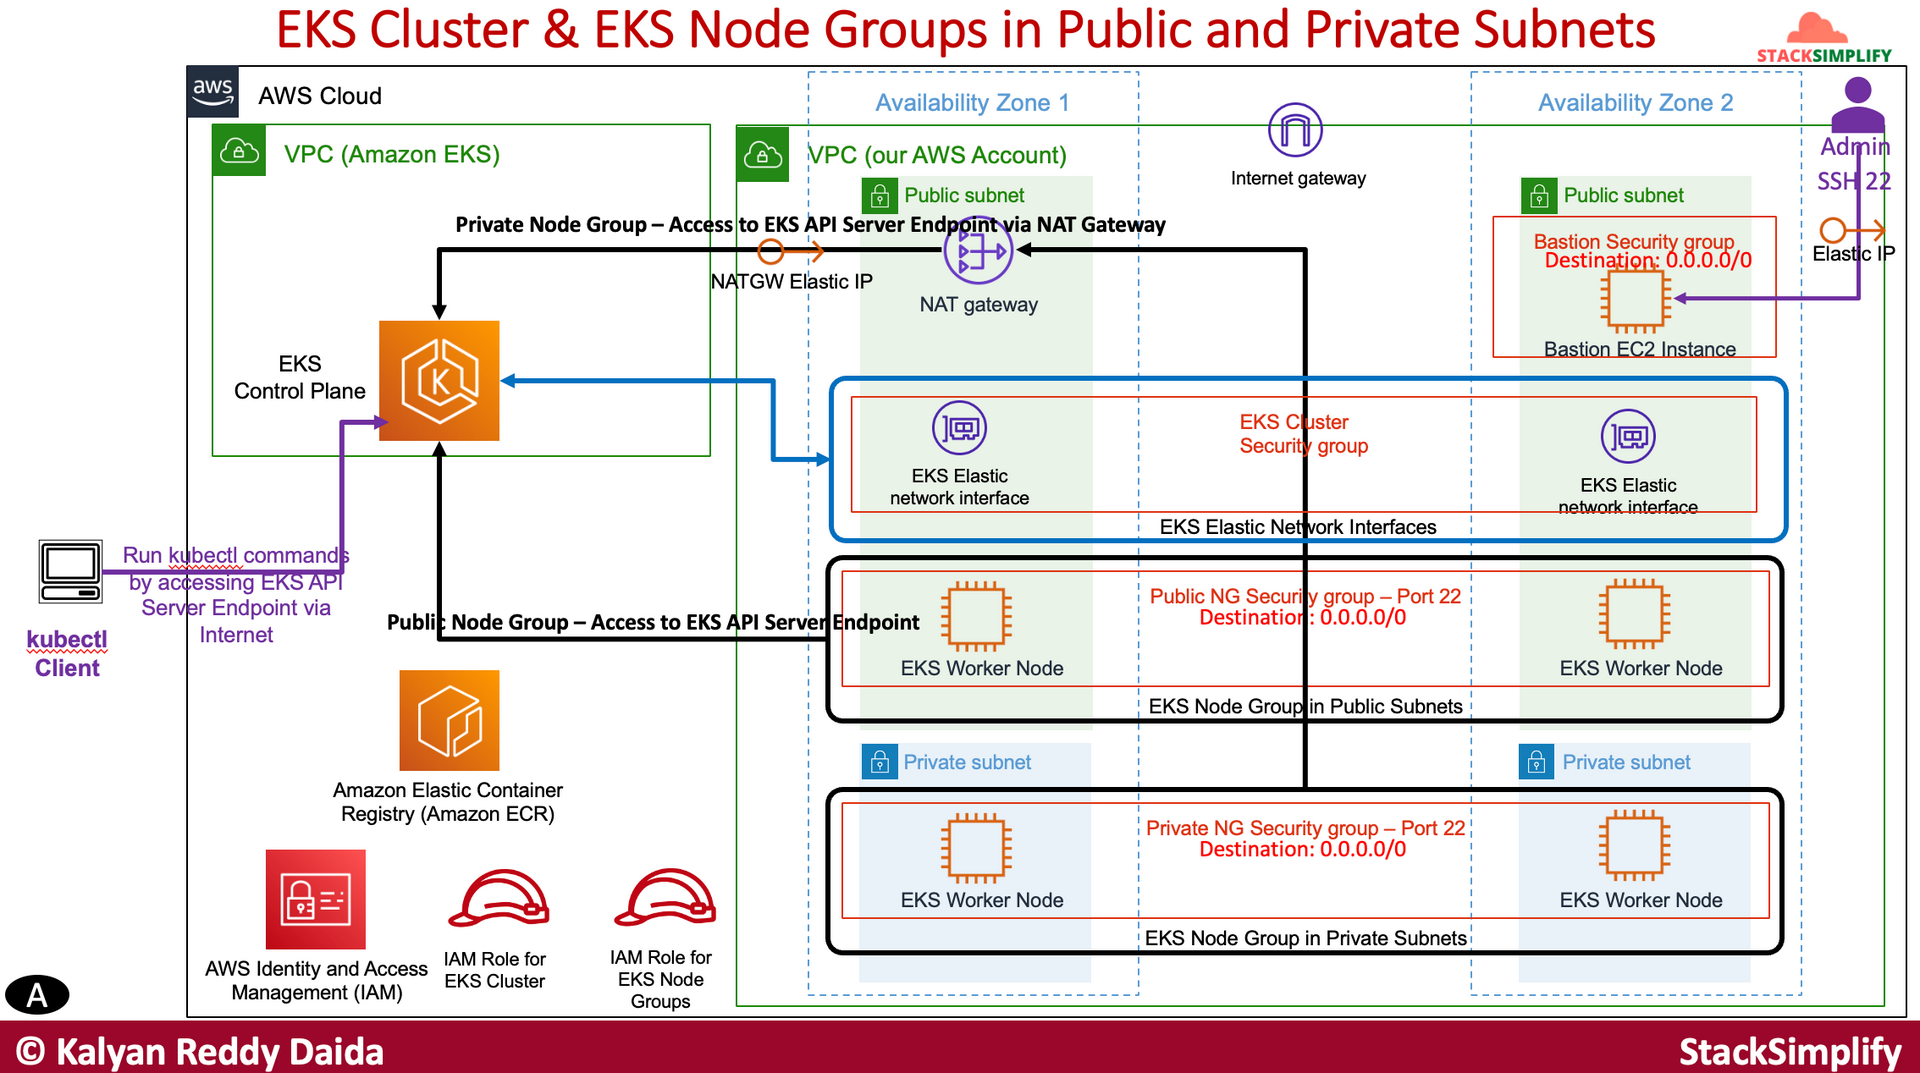 EKS Cluster & EKS Node Groups in Public and Private Subnets
STACKSIMPLIFY
aws
AWS Cloud
Availability Zone 1
Availability Zone 2
VPC (Amazon EKS)
VPC (our AWS Account)
Internet gateway
Admin
SSH 22
Public subnet
Public subnet
Private Node Group – Access to EKS API Server Endpoint via NAT Gateway
Bastion Security group
Destination: 0.0.0.0/0
Elastic IP
NATGW Elastic IP
NAT gateway
Bastion EC2 Instance
EKS
Control Plane
K
EKS Cluster
Security group
EKS Elastic
network interface
EKS Elastic
network interface
EKS Elastic Network Interfaces
Run kubectl commands
by accessing EKS API
Server Endpoint via
Internet
kubectl
Client
Public Node Group – Access to EKS API Server Endpoint
Public NG Security group – Port 22
Destination: 0.0.0.0/0
EKS Worker Node
EKS Worker Node
EKS Node Group in Public Subnets
Amazon Elastic Container
Registry (Amazon ECR)
Private subnet
Private subnet
Private NG Security group – Port 22
Destination: 0.0.0.0/0
EKS Worker Node
EKS Worker Node
EKS Node Group in Private Subnets
AWS Identity and Access
Management (IAM)
IAM Role for
EKS Cluster
IAM Role for
EKS Node
Groups
A
© Kalyan Reddy Daida
StackSimplify